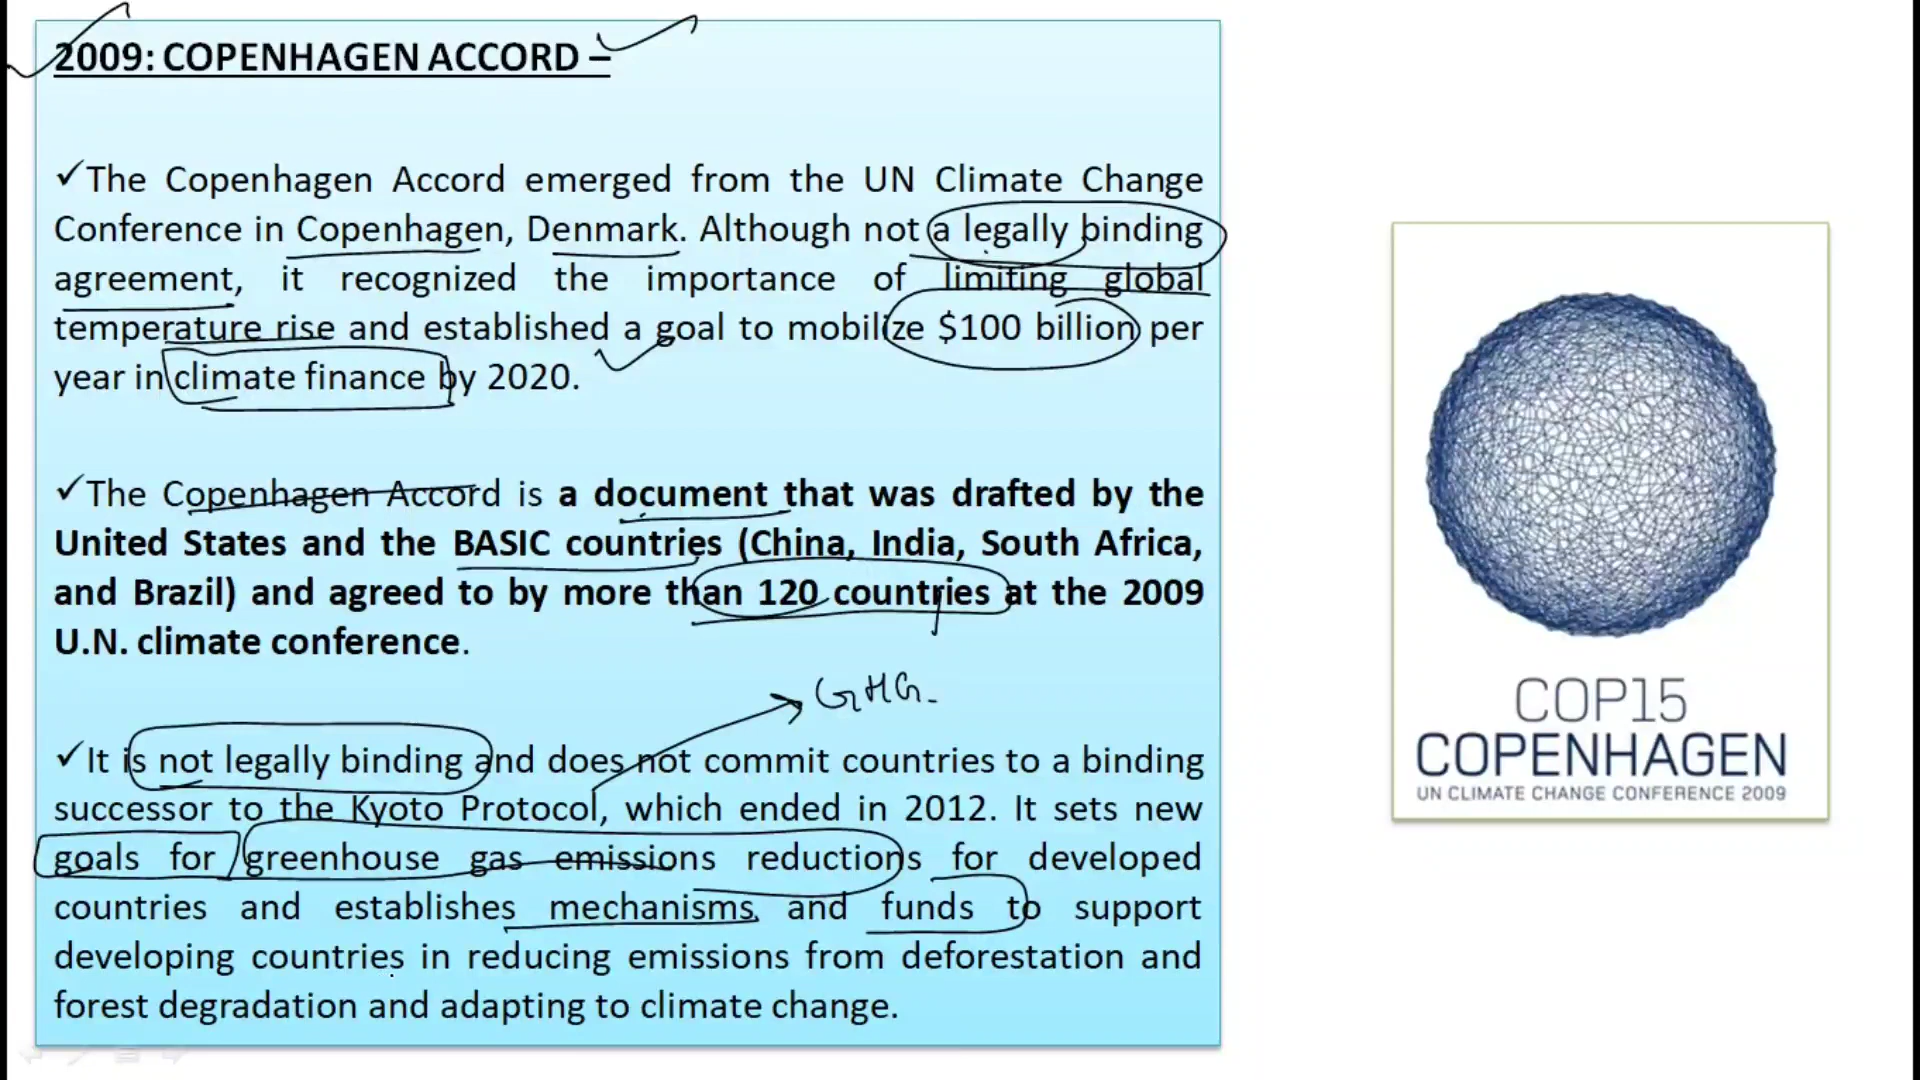 2009: COPENHAGEN ACCORD –
✓The Copenhagen Accord emerged from the UN Climate Change
Conference in Copenhagen, Denmark. Although not a legally binding
agreement, it recognized the importance of limiting global
temperature rise and established a goal to mobilize $100 billion per
year in climate finance by 2020.
✓The Copenhagen Accord is a document that was drafted by the
United States and the BASIC countries (China, India, South Africa,
and Brazil) and agreed to by more than 120 countries at the 2009
U.N. climate conference.
GHG.
✓It is not legally binding and does not commit countries to a binding
successor to the Kyoto Protocol, which ended in 2012. It sets new
goals for greenhouse gas emissions reductions for developed
countries and establishes mechanisms and funds to support
developing countries in reducing emissions from deforestation and
forest degradation and adapting to climate change.
COP15
COPENHAGEN
UN CLIMATE CHANGE CONFERENCE 2009